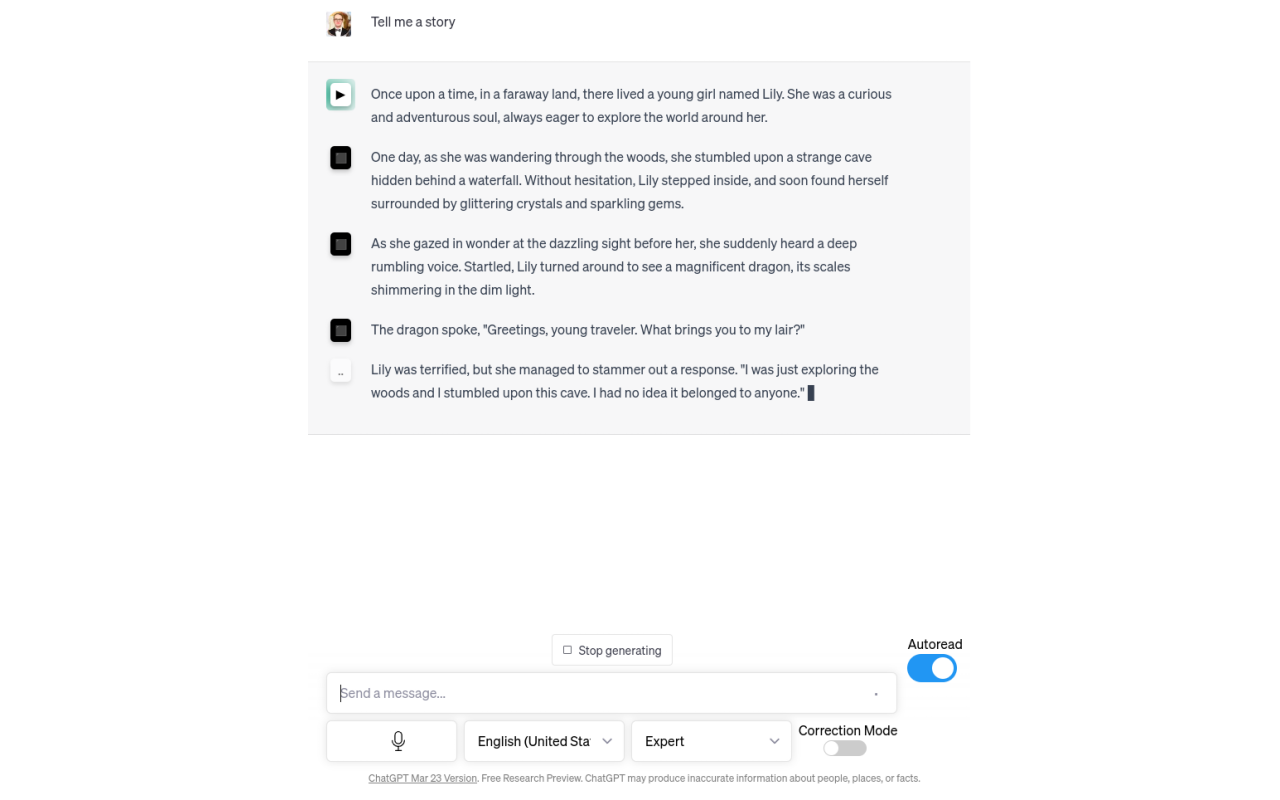 Tell me a story
Once upon a time, in a faraway land, there lived a young girl named Lily. She was a curious
and adventurous soul, always eager to explore the world around her.
One day, as she was wandering through the woods, she stumbled upon a strange cave
hidden behind a waterfall. Without hesitation, Lily stepped inside, and soon found herself
surrounded by glittering crystals and sparkling gems.
As she gazed in wonder at the dazzling sight before her, she suddenly heard a deep
rumbling voice. Startled, Lily turned around to see a magnificent dragon, its scales
shimmering in the dim light.
The dragon spoke, "Greetings, young traveler. What brings you to my lair?"
.. Lily was terrified, but she managed to stammer out a response. "I was just exploring the
woods and I stumbled upon this cave. I had no idea it belonged to anyone."
Stop generating
Autoread
Send a message...
English (United Sta
Expert
Correction Mode
ChatGPT Mar 23 Version. Free Research Preview. ChatGPT may produce inaccurate information about people, places, or facts.